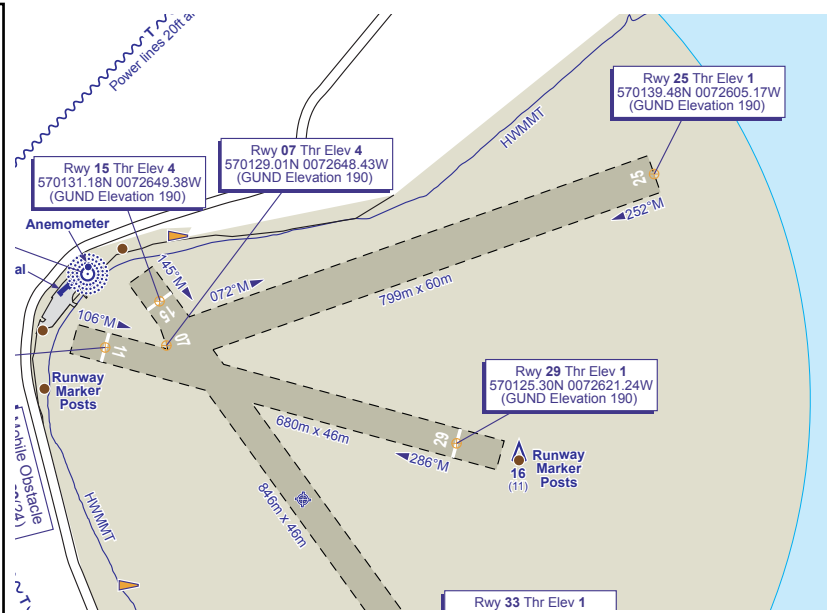 Power lines 20ft a
T
Rwy 25 Thr Elev 1
570139.48N 0072605.17W
(GUND Elevation 190)
HWMMT
Rwy 07 Thr Elev 4
570129.01N 0072648.43W
(GUND Elevation 190)
Rwy 15 Thr Elev 4
570131.18N 0072649.38W
(GUND Elevation 190)
25
252°M
Anemometer
al
145°M
072°M
799m x 60m
15
106°M
07
11
Runway
Marker
Posts
Rwy 29 Thr Elev 1
570125.30N 0072621.24W
(GUND Elevation 190)
680m x 46m
29
286°M
16
(11)
Runway
Marker
Posts
Mobile Obstacle
/24)
HWMMT
846m x 46m
T
Rwy 33 Thr Elev 1